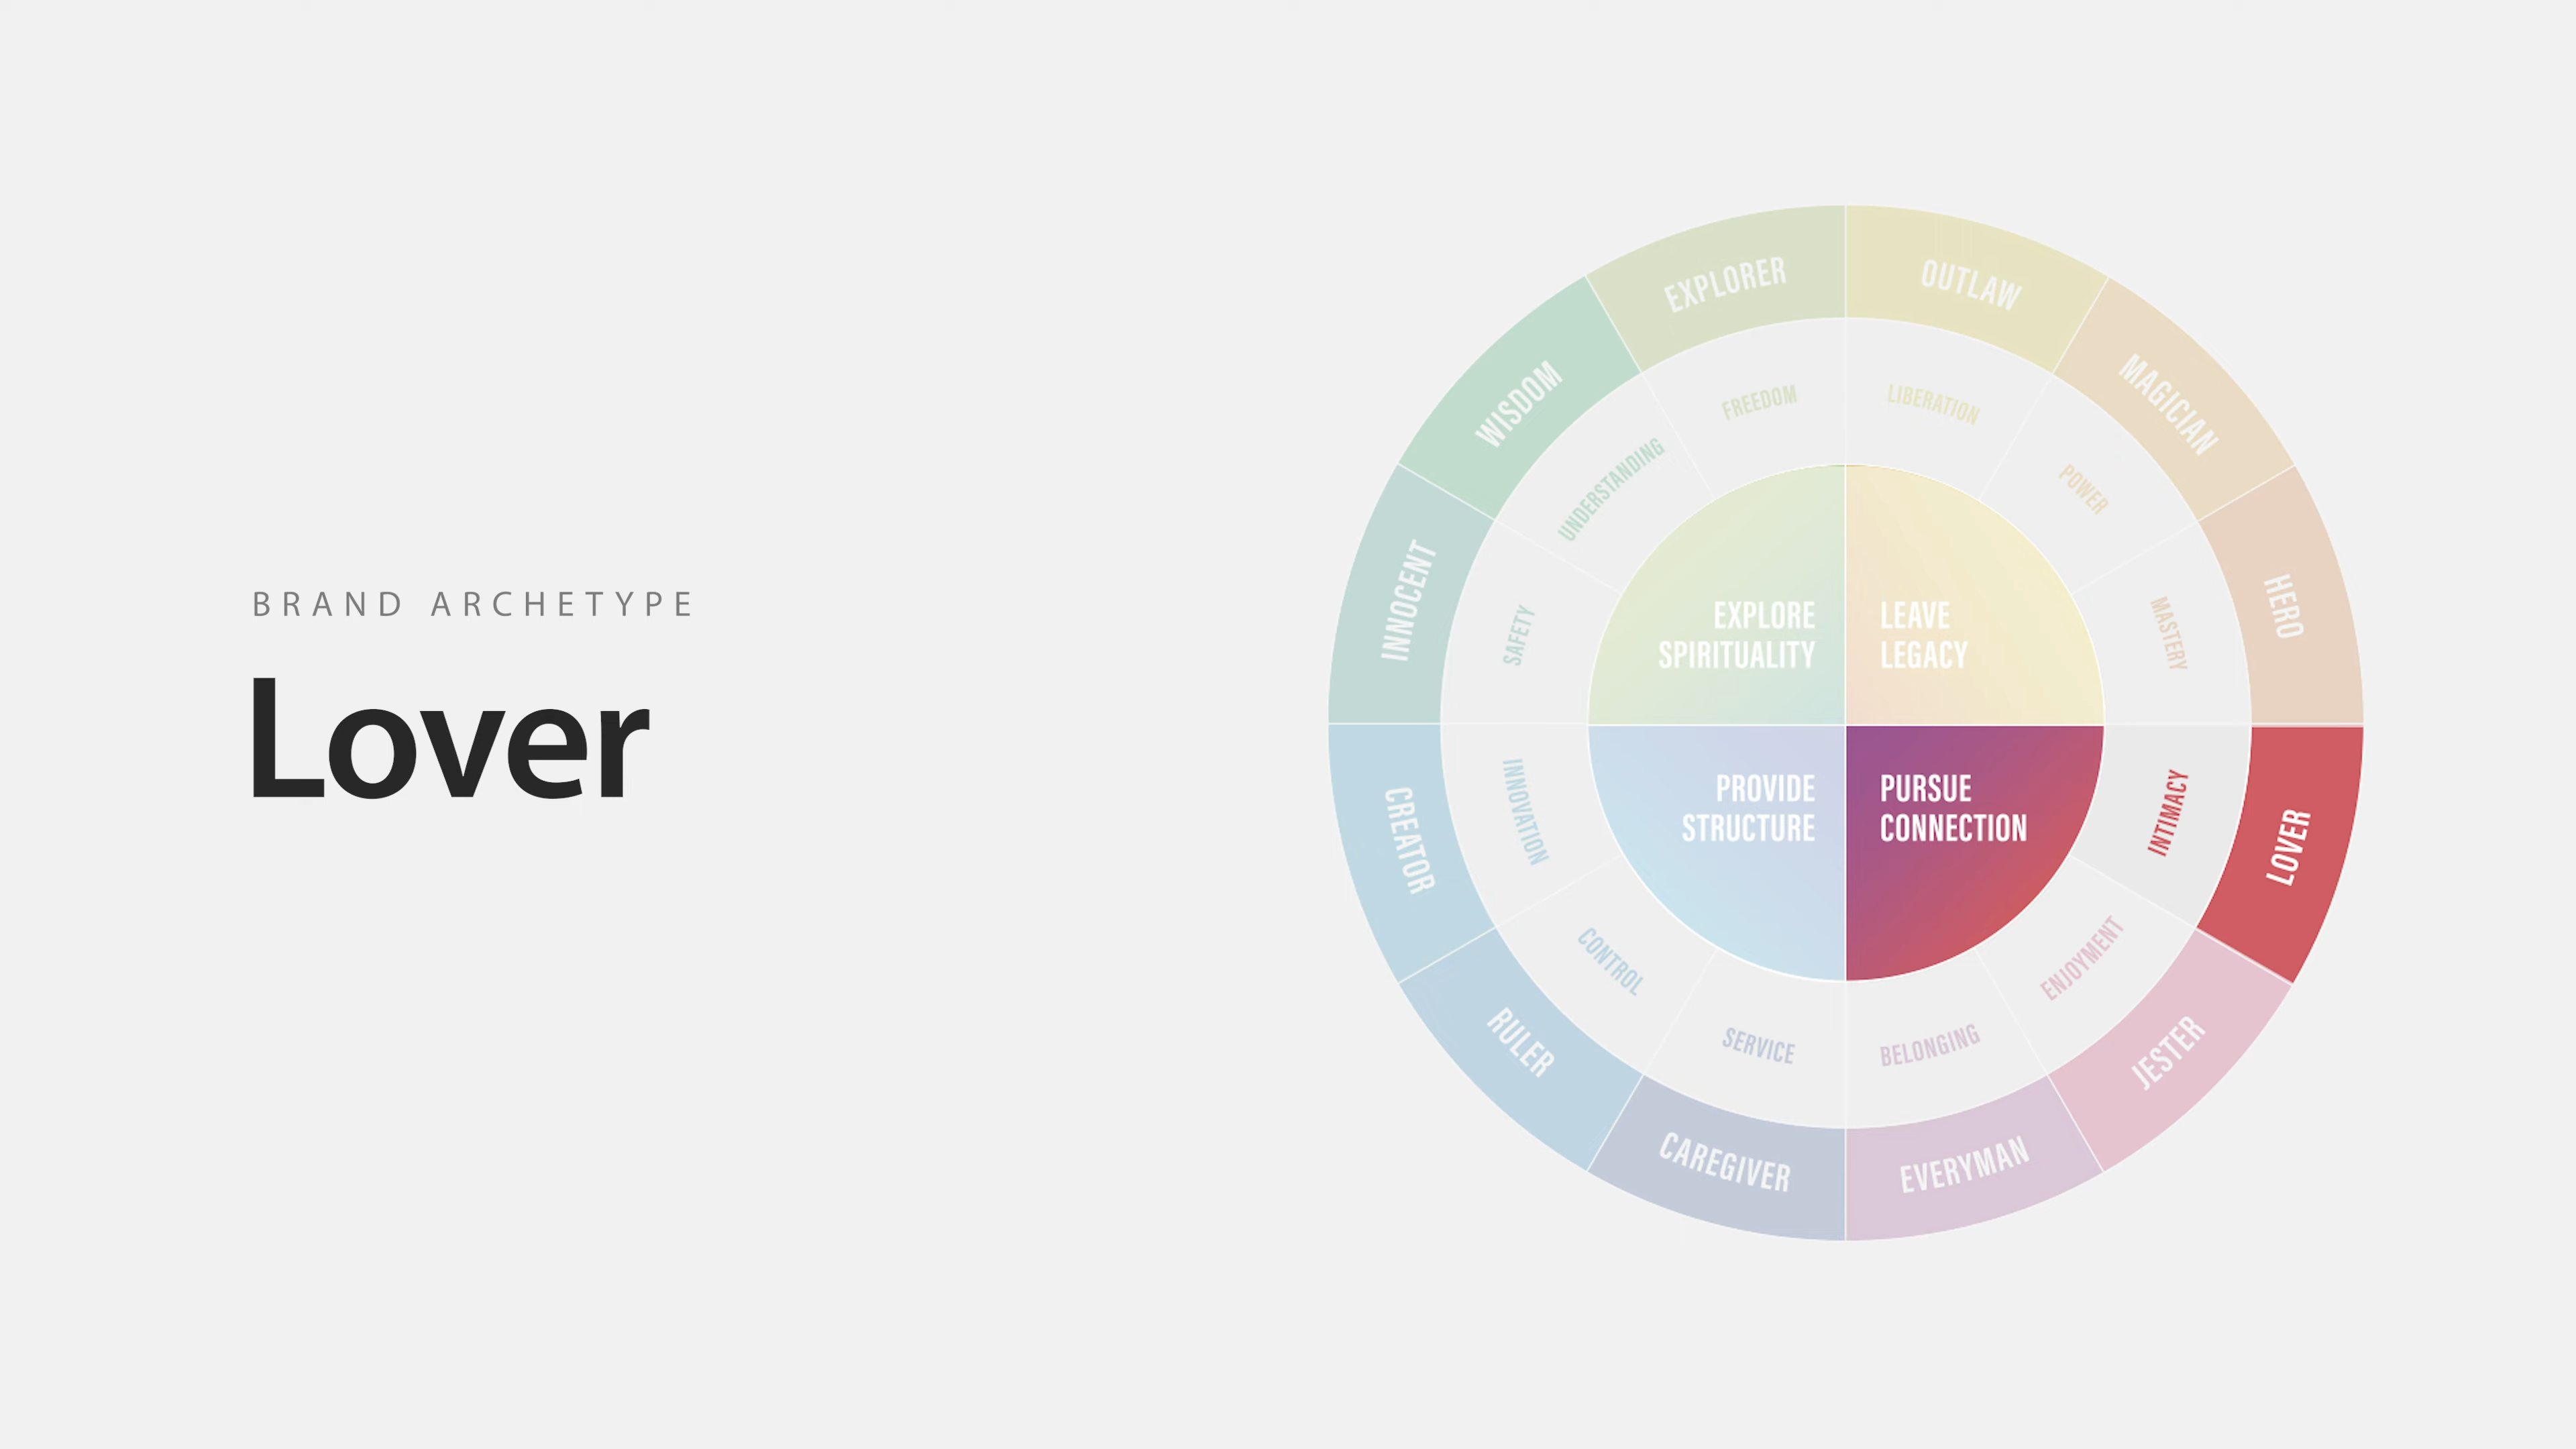 BRAND ARCHETYPE
Lover
EXPLORER
OUTLAW
MAGICIAN
HERO
LOVER
JESTER
EVERYMAN
CAREGIVER
RULER
CREATOR
INNOCENT
WISDOM
FREEDOM
LIBERATION
POWER
MASTERY
INTIMACY
ENJOYMENT
BELONGING
SERVICE
CONTROL
INNOVATION
SAFETY
UNDERSTANDING
EXPLORE
SPIRITUALITY
LEAVE
LEGACY
PROVIDE
STRUCTURE
PURSUE
CONNECTION